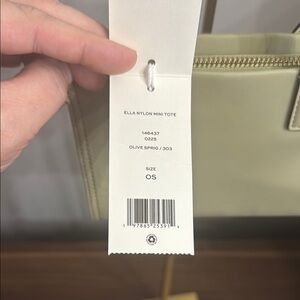 ELLA NYLON MINI TOTE
146437
0225
OLIVE SPRIG / 303
SIZE
OS